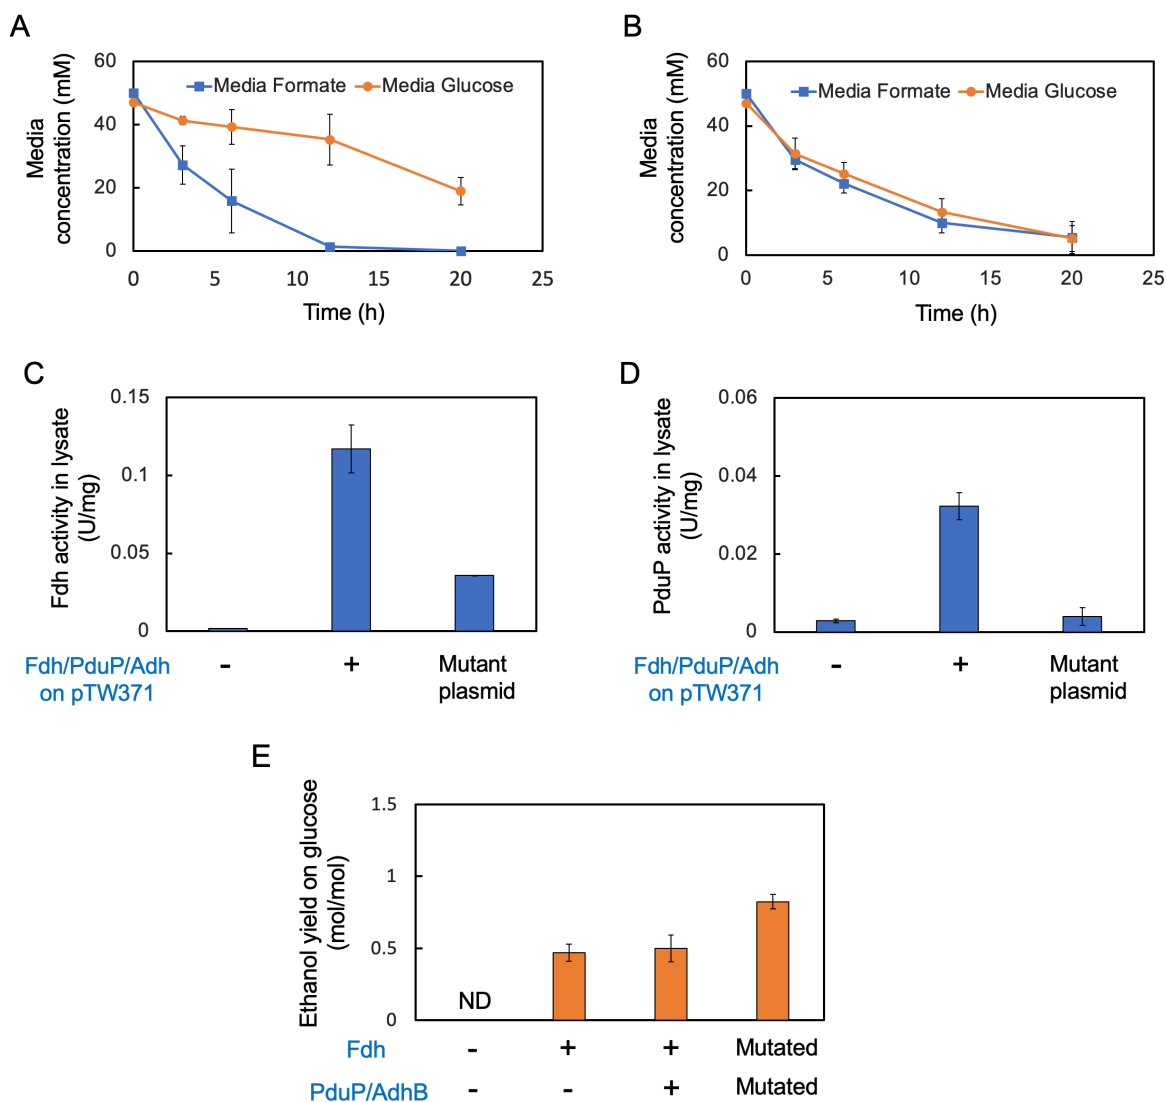 A
Media
concentration (mM)
60
40
20
0
Media Formate
Media Glucose
0
5
10
15
20
25
Time (h)
B
Media
concentration (mM)
60
40
20
0
Media Formate
Media Glucose
0
5
10
15
20
25
Time (h)
C
Fdh activity in lysate
(U/mg)
0.15
0.1
0.05
0
Fdh/PduP/Adh
on pTW371
-
+
Mutant
plasmid
D
PduP activity in lysate
(U/mg)
0.06
0.04
0.02
0
Fdh/PduP/Adh
on pTW371
-
+
Mutant
plasmid
E
Ethanol yield on glucose
(mol/mol)
1.5
1
0.5
0
ND
Fdh
-
+
+
Mutated
PduP/AdhB
-
-
+
Mutated